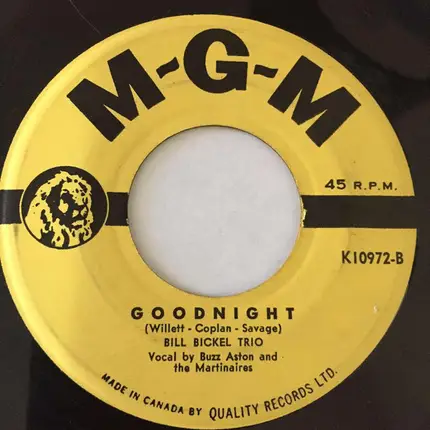 M-G-M
45 R.P.M.
K10972-B
GOODNIGHT
(Willett - Coplan - Savage)
BILL BICKEL TRIO
Vocal by Buzz Aston and
the Martinaires
MADE IN CANADA BY QUALITY RECORDS LTD.